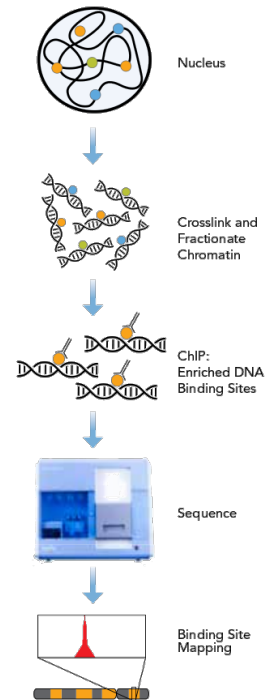 Nucleus
Crosslink and
Fractionate
Chromatin
ChIP:
Enriched DNA
Binding Sites
Sequence
Binding Site
Mapping